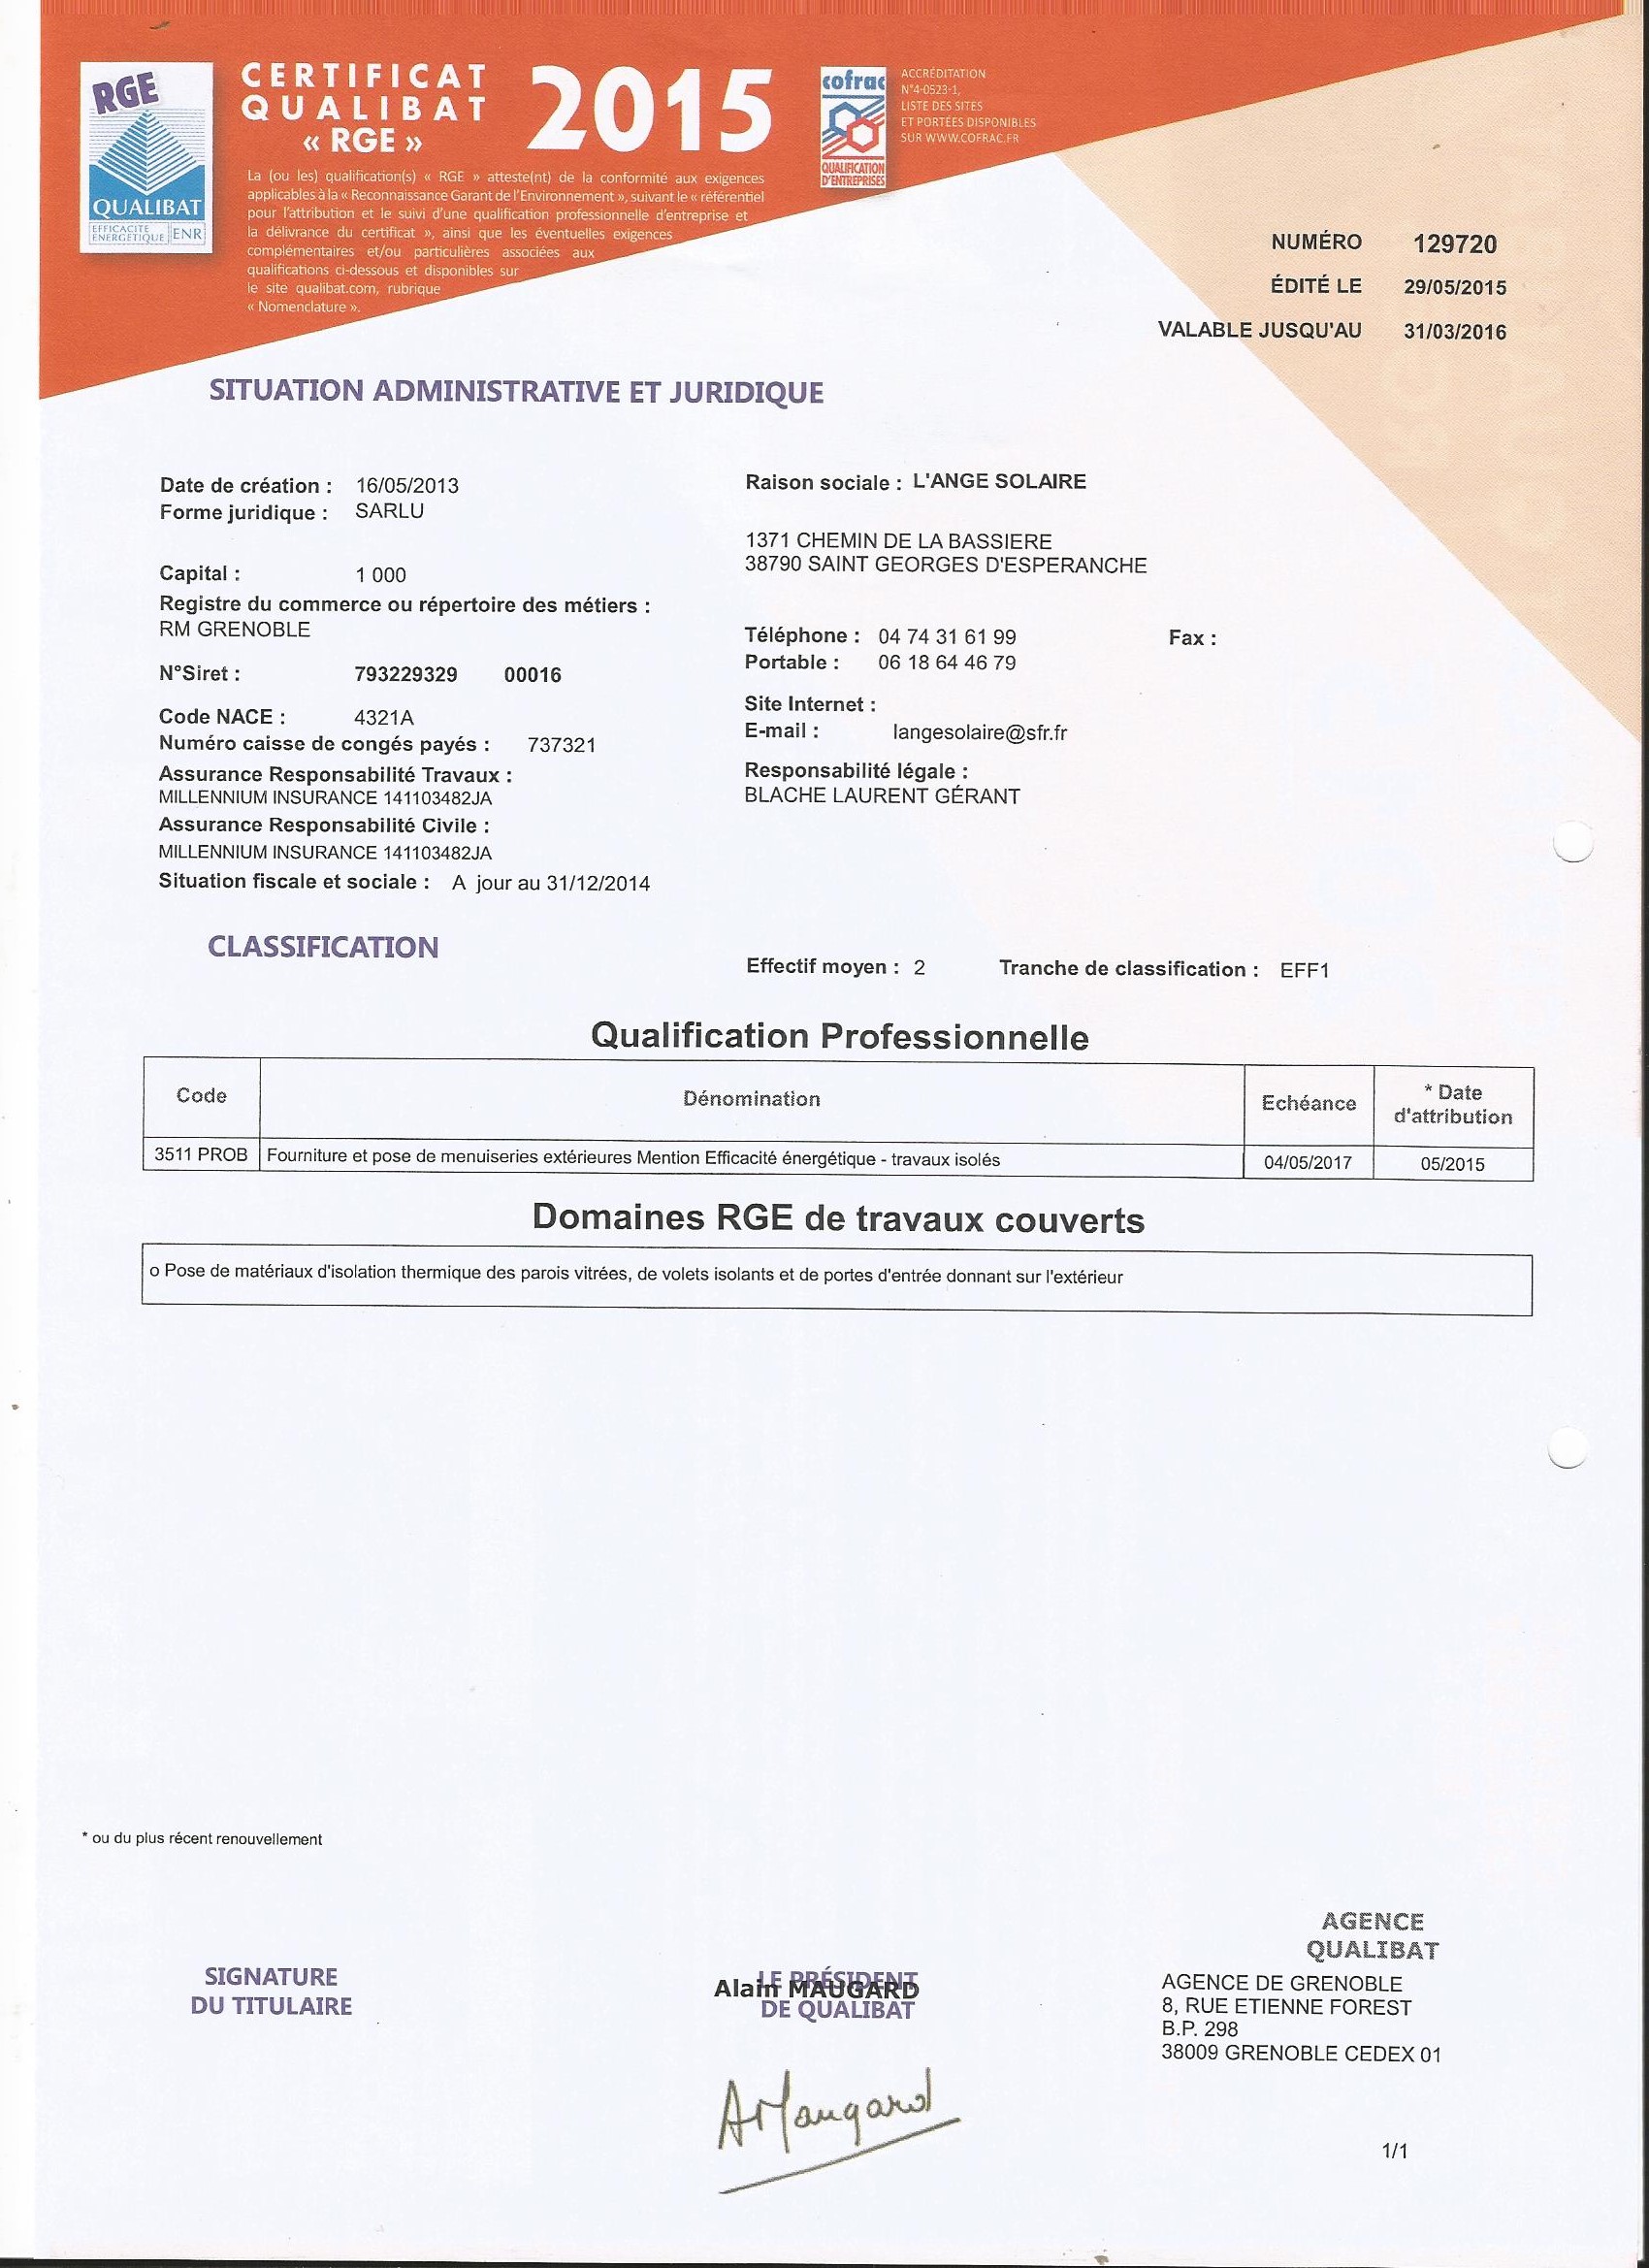 RGE
QUALIBAT
EFFICACITÉ
ÉNERGÉTIQUE
ENR
CERTIFICAT
QUALIBAT
« RGE »
2015
cofrac
QUALIFICATION
D'ENTREPRISES
ACCRÉDITATION
N°4-0523-1,
LISTE DES SITES
ET PORTÉES DISPONIBLES
SUR WWW.COFRAC.FR
La (ou les) qualification(s) « RGE » atteste(nt) de la conformité aux exigences
applicables à la « Reconnaissance Garant de l'Environnement », suivant le « référentiel
pour l'attribution et le suivi d'une qualification professionnelle d'entreprise et
la délivrance du certificat », ainsi que les éventuelles exigences
complémentaires et/ou particulières associées aux
qualifications ci-dessous et disponibles sur
le site qualibat.com, rubrique
« Nomenclature ».
NUMÉRO 129720
ÉDITÉ LE 29/05/2015
VALABLE JUSQU'AU 31/03/2016
SITUATION ADMINISTRATIVE ET JURIDIQUE
Date de création : 16/05/2013
Forme juridique : SARLU
Capital : 1 000
Registre du commerce ou répertoire des métiers :
RM GRENOBLE
N°Siret : 793229329 00016
Code NACE : 4321A
Numéro caisse de congés payés : 737321
Assurance Responsabilité Travaux :
MILLENNIUM INSURANCE 141103482JA
Assurance Responsabilité Civile :
MILLENNIUM INSURANCE 141103482JA
Situation fiscale et sociale : A jour au 31/12/2014
Raison sociale : L'ANGE SOLAIRE
1371 CHEMIN DE LA BASSIERE
38790 SAINT GEORGES D'ESPERANCHE
Téléphone : 04 74 31 61 99 Fax :
Portable : 06 18 64 46 79
Site Internet :
E-mail : langesolaire@sfr.fr
Responsabilité légale :
BLACHE LAURENT GÉRANT
CLASSIFICATION
Effectif moyen : 2 Tranche de classification : EFF1
Qualification Professionnelle
Code Dénomination Echéance * Date
d'attribution
3511 PROB Fourniture et pose de menuiseries extérieures Mention Efficacité énergétique - travaux isolés 04/05/2017 05/2015
Domaines RGE de travaux couverts
o Pose de matériaux d'isolation thermique des parois vitrées, de volets isolants et de portes d'entrée donnant sur l'extérieur
* ou du plus récent renouvellement
SIGNATURE
DU TITULAIRE
LE PRÉSIDENT
Alain MAUGARD
DE QUALIBAT
AMaugard
AGENCE
QUALIBAT
AGENCE DE GRENOBLE
8, RUE ETIENNE FOREST
B.P. 298
38009 GRENOBLE CEDEX 01
1/1